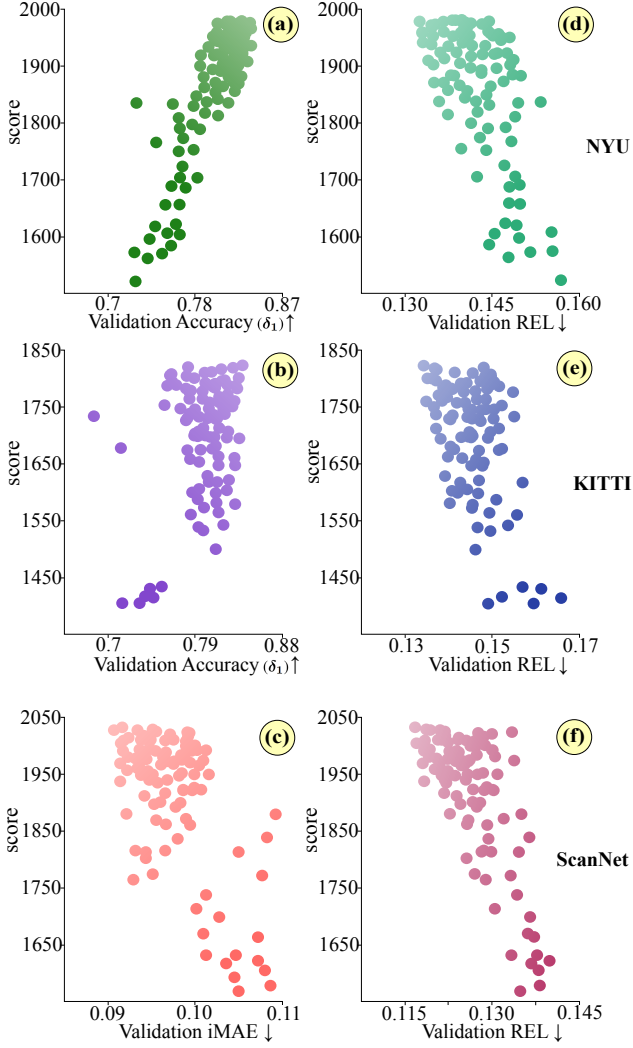 2000
1900
1800
1700
1600
score
(a)
0.7 0.78 0.87
Validation Accuracy (δ₁) ↑
2000
1900
1800
1700
1600
score
(d)
0.130 0.145 0.160
Validation REL ↓
NYU
1850
1750
1650
1550
1450
score
(b)
0.7 0.79 0.88
Validation Accuracy (δ₁) ↑
1850
1750
1650
1550
1450
score
(e)
0.13 0.15 0.17
Validation REL ↓
KITTI
2050
1950
1850
1750
1650
score
(c)
0.09 0.10 0.11
Validation iMAE ↓
2050
1950
1850
1750
1650
score
(f)
0.115 0.130 0.145
Validation REL ↓
ScanNet